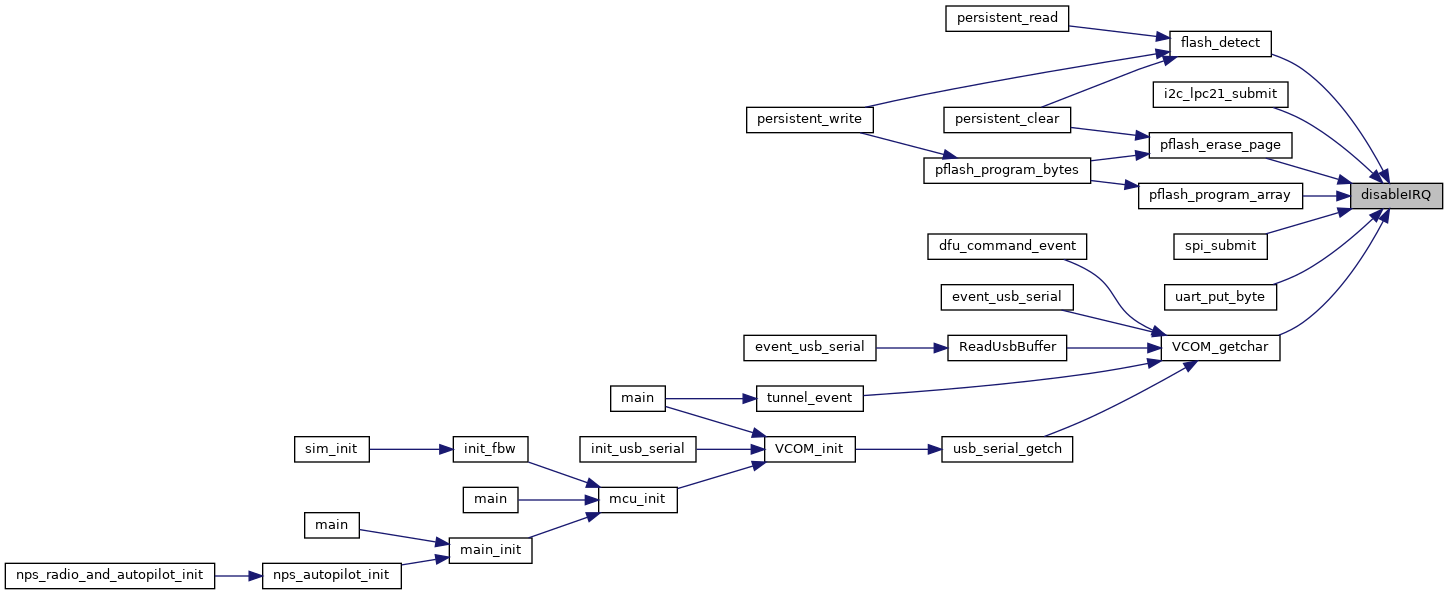 persistent_read
flash_detect
i2c_lpc21_submit
persistent_write
persistent_clear
pflash_erase_page
pflash_program_bytes
pflash_program_array
disableIRQ
dfu_command_event
spi_submit
event_usb_serial
uart_put_byte
event_usb_serial
ReadUsbBuffer
VCOM_getchar
main
tunnel_event
sim_init
init_fbw
init_usb_serial
VCOM_init
usb_serial_getch
main
mcu_init
main
main_init
nps_radio_and_autopilot_init
nps_autopilot_init